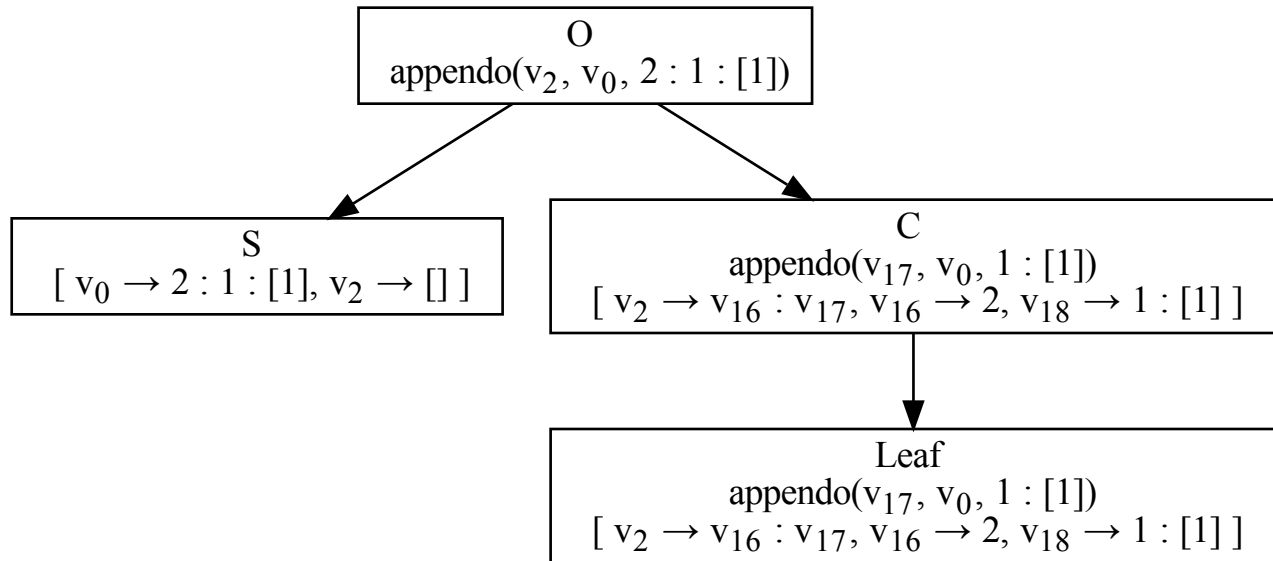 O
appendo(v₂, v₀, 2 : 1 : [1])
S
[ v₀ → 2 : 1 : [1], v₂ → [] ]
C
appendo(v₁₇, v₀, 1 : [1])
[ v₂ → v₁₆ : v₁₇, v₁₆ → 2, v₁₈ → 1 : [1] ]
Leaf
appendo(v₁₇, v₀, 1 : [1])
[ v₂ → v₁₆ : v₁₇, v₁₆ → 2, v₁₈ → 1 : [1] ]